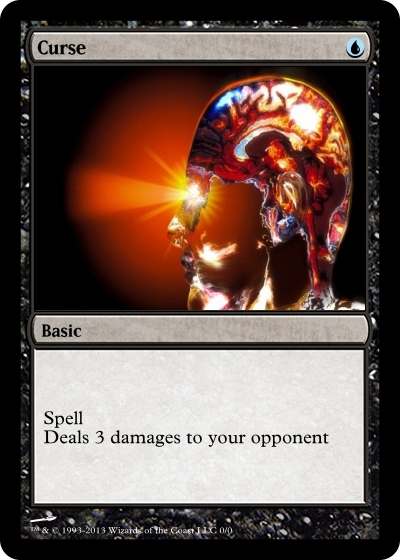 Curse
Basic
Spell
Deals 3 damages to your opponent
™ & © 1993-2013 Wizards of the Coast LLC 0/0